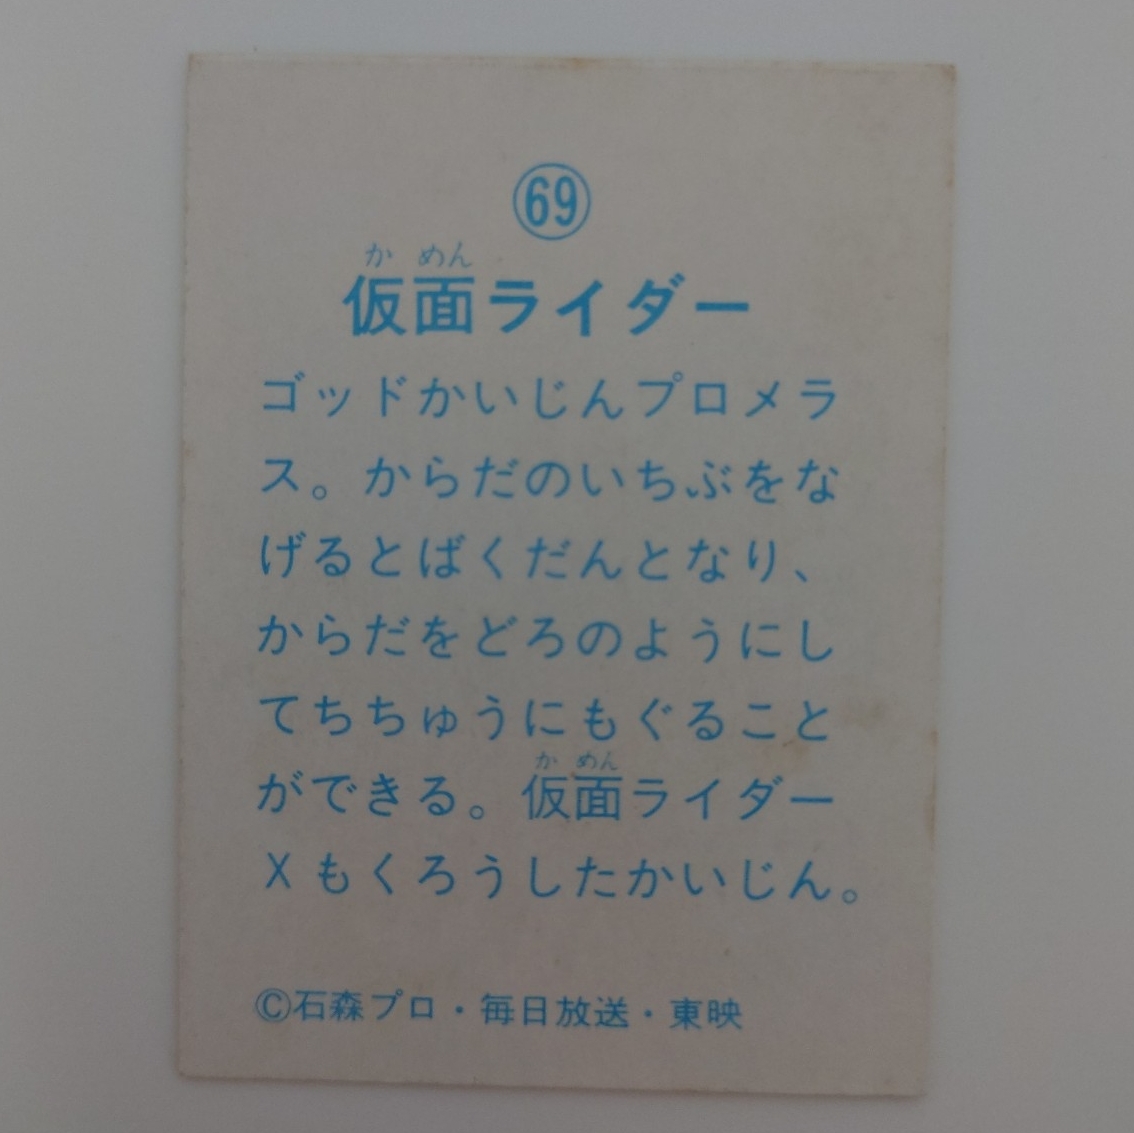 69
か めん
仮面ライダー
ゴッドかいじんプロメラ
ス。からだのいちぶをな
げるとばくだんとなり、
からだをどろのようにし
てちちゅうにもぐること
か めん
ができる。仮面ライダー
Xもくろうしたかいじん。
©石森プロ・毎日放送・東映